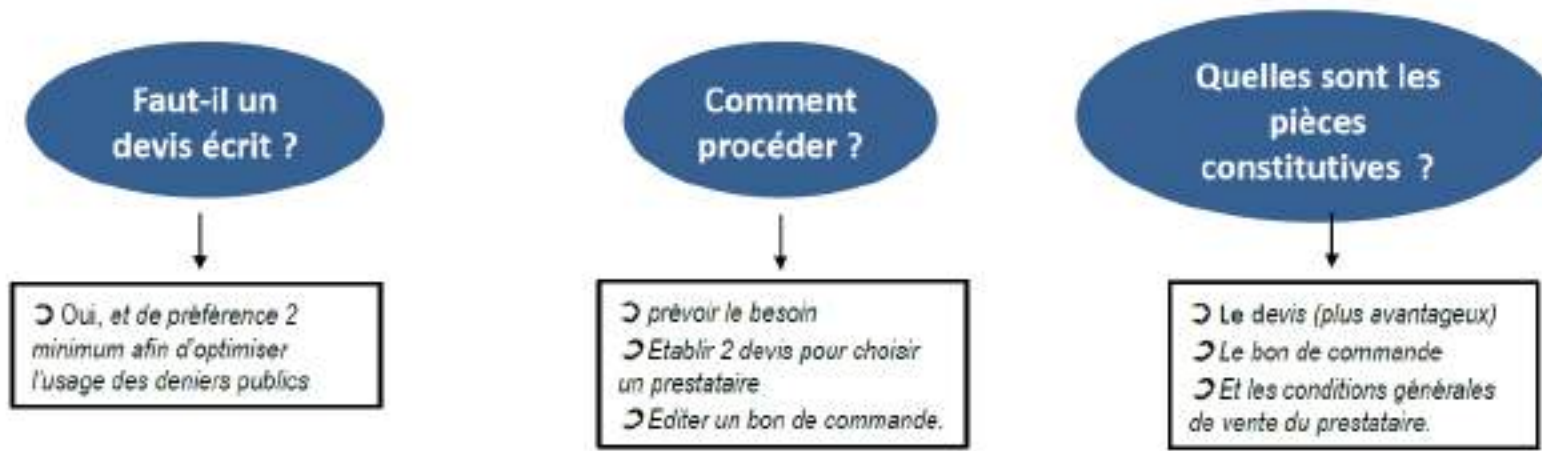 Faut-il un
devis écrit ?
Comment
procéder ?
Quelles sont les
pièces
constitutives ?
➲ Oui, et de préférence 2
minimum afin d'optimiser
l'usage des deniers publics
➲ prévoir le besoin
➲ Etablir 2 devis pour choisir
un prestataire
➲ Editer un bon de commande.
➲ Le devis (plus avantageux)
➲ Le bon de commande
➲ Et les conditions générales
de vente du prestataire.